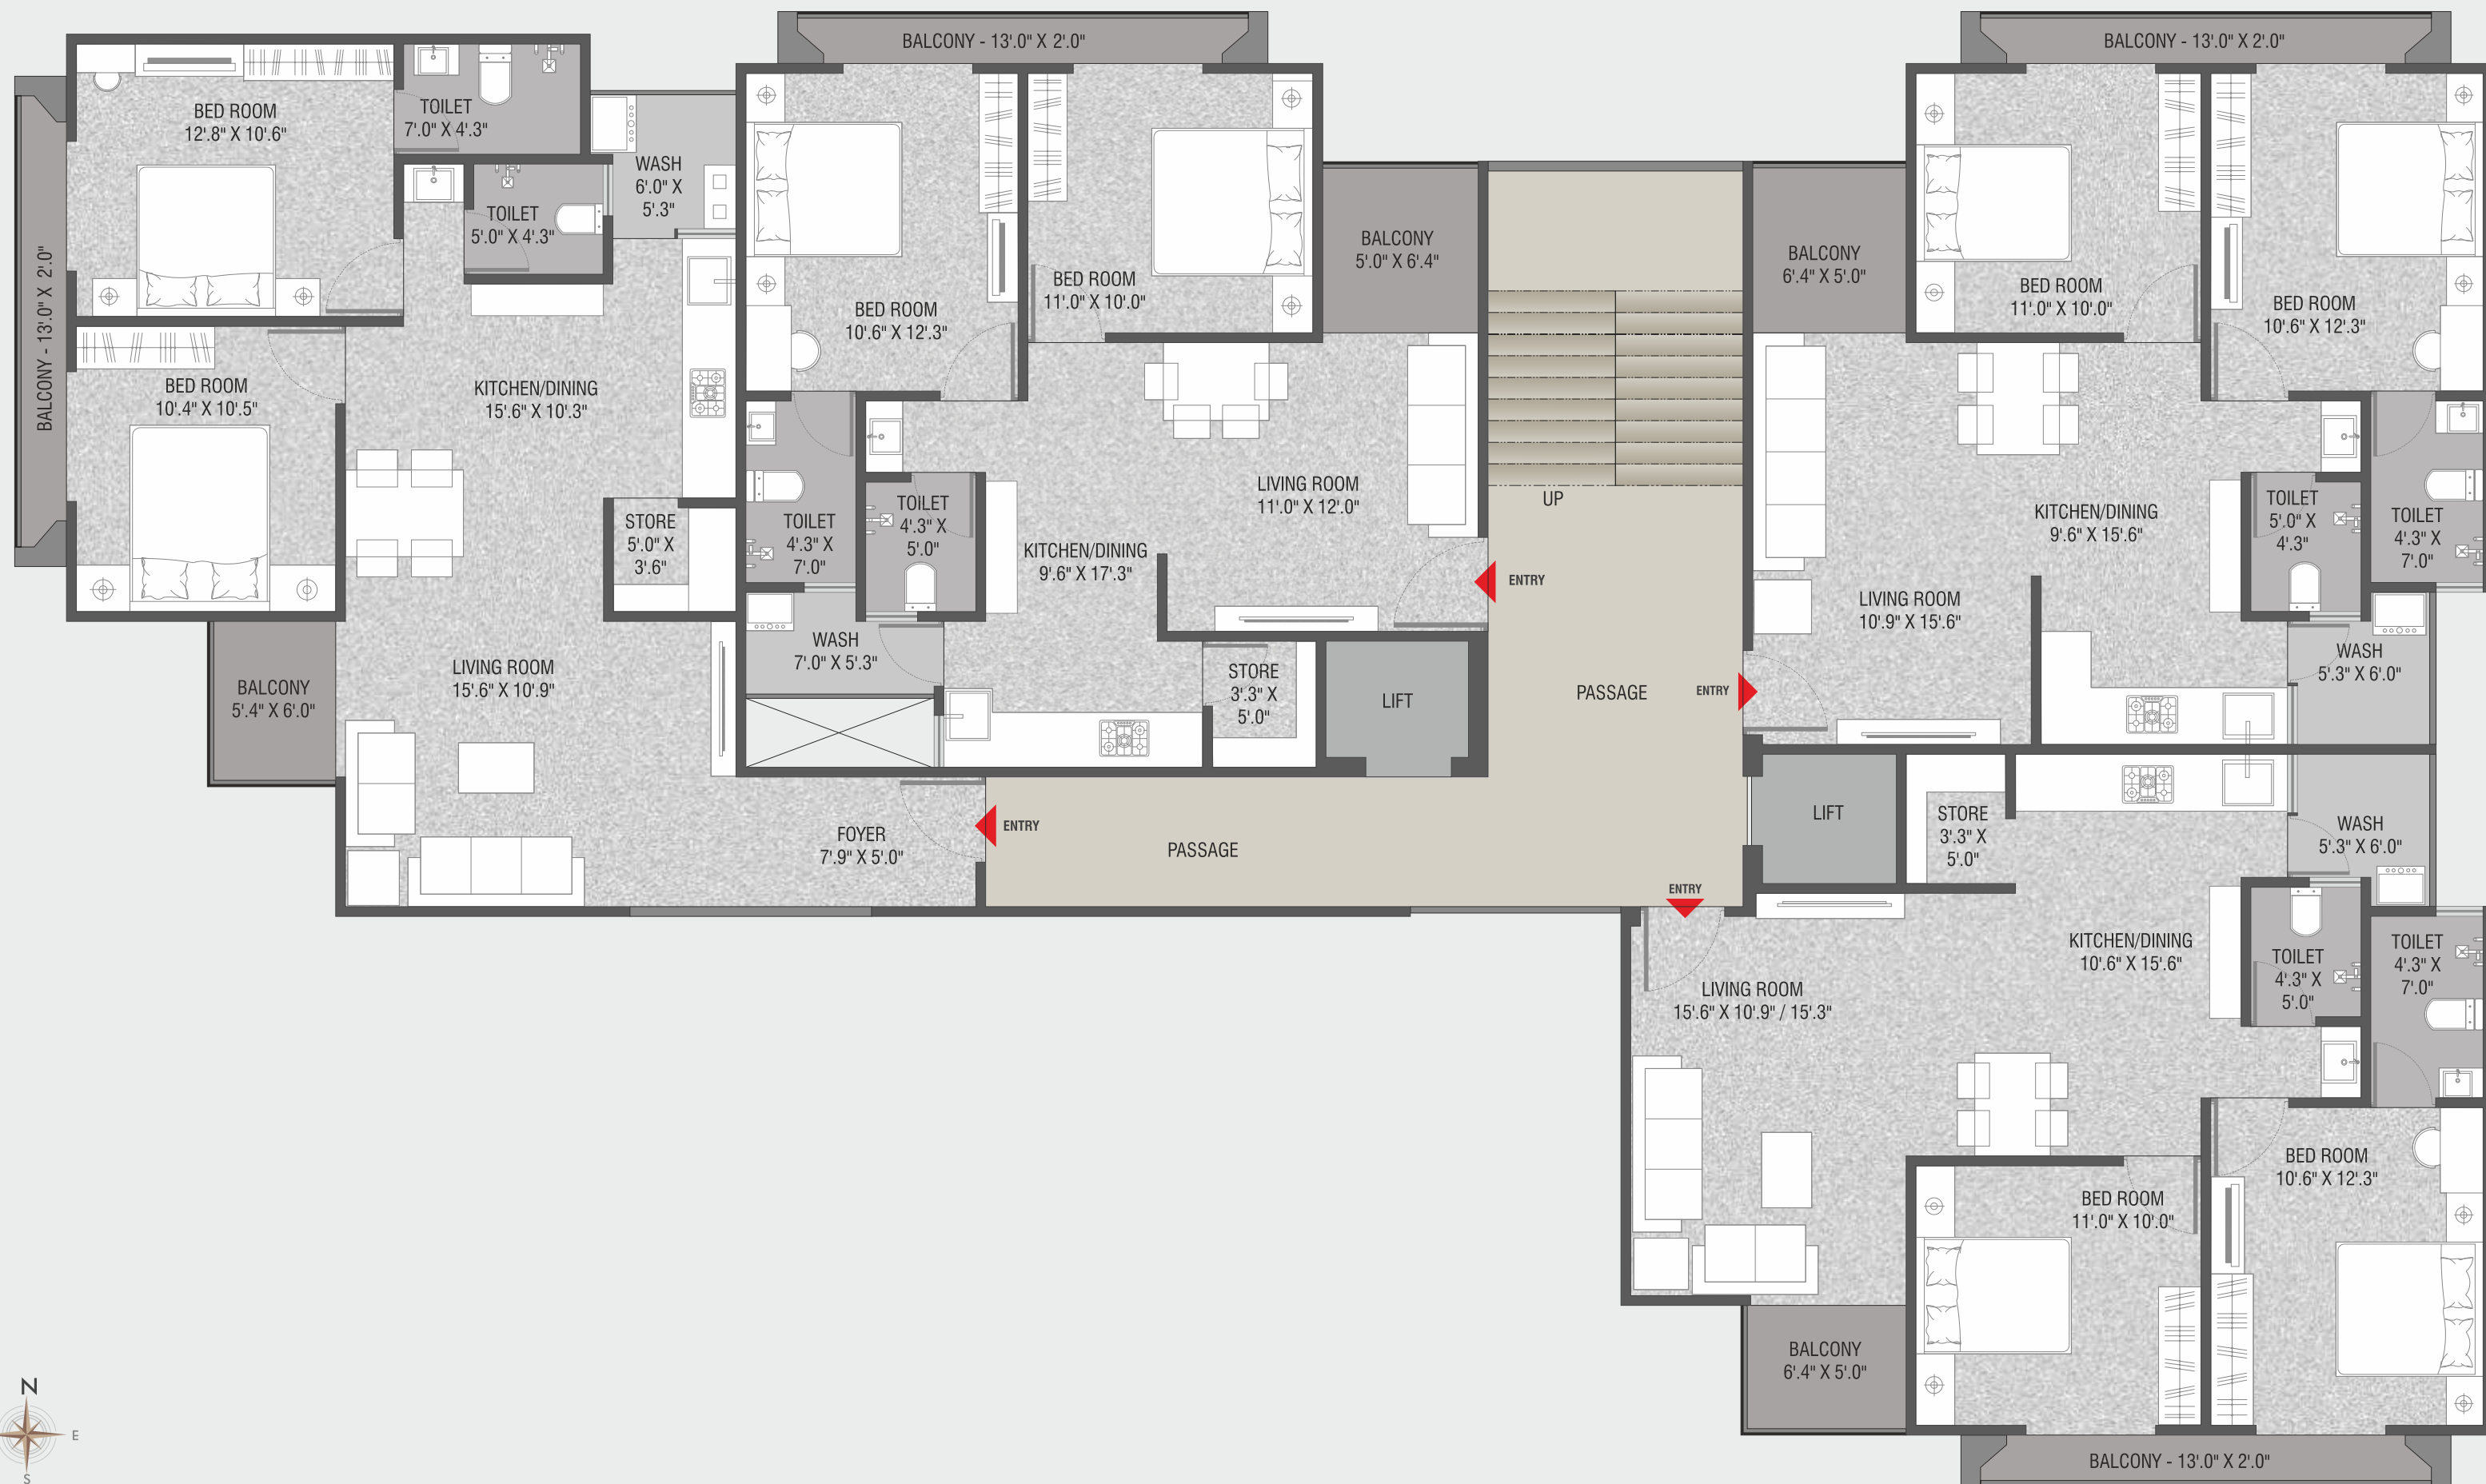 BALCONY - 13'.0" X 2'.0"
BALCONY - 13'.0" X 2'.0"
BED ROOM
12'.8" X 10'.6"
TOILET
7'.0" X 4'.3"
WASH
6'.0" X
5'.3"
TOILET
5'.0" X 4'.3"
BALCONY - 13'.0" X 2'.0"
BED ROOM
10'.4" X 10'.5"
KITCHEN/DINING
15'.6" X 10'.3"
STORE
5'.0" X
3'.6"
BALCONY
5'.4" X 6'.0"
LIVING ROOM
15'.6" X 10'.9"
FOYER
7'.9" X 5'.0"
ENTRY
BED ROOM
10'.6" X 12'.3"
BED ROOM
11'.0" X 10'.0"
BALCONY
5'.0" X 6'.4"
TOILET
4'.3" X
7'.0"
TOILET
4'.3" X
5'.0"
KITCHEN/DINING
9'.6" X 17'.3"
LIVING ROOM
11'.0" X 12'.0"
WASH
7'.0" X 5'.3"
STORE
3'.3" X
5'.0"
LIFT
ENTRY
UP
PASSAGE
PASSAGE
ENTRY
BALCONY
6'.4" X 5'.0"
BED ROOM
11'.0" X 10'.0"
BED ROOM
10'.6" X 12'.3"
KITCHEN/DINING
9'.6" X 15'.6"
TOILET
5'.0" X
4'.3"
TOILET
4'.3" X
7'.0"
LIVING ROOM
10'.9" X 15'.6"
WASH
5'.3" X 6'.0"
LIFT
STORE
3'.3" X
5'.0"
WASH
5'.3" X 6'.0"
ENTRY
LIVING ROOM
15'.6" X 10'.9" / 15'.3"
KITCHEN/DINING
10'.6" X 15'.6"
TOILET
4'.3" X
5'.0"
TOILET
4'.3" X
7'.0"
BED ROOM
11'.0" X 10'.0"
BED ROOM
10'.6" X 12'.3"
BALCONY
6'.4" X 5'.0"
BALCONY - 13'.0" X 2'.0"
N
E
S